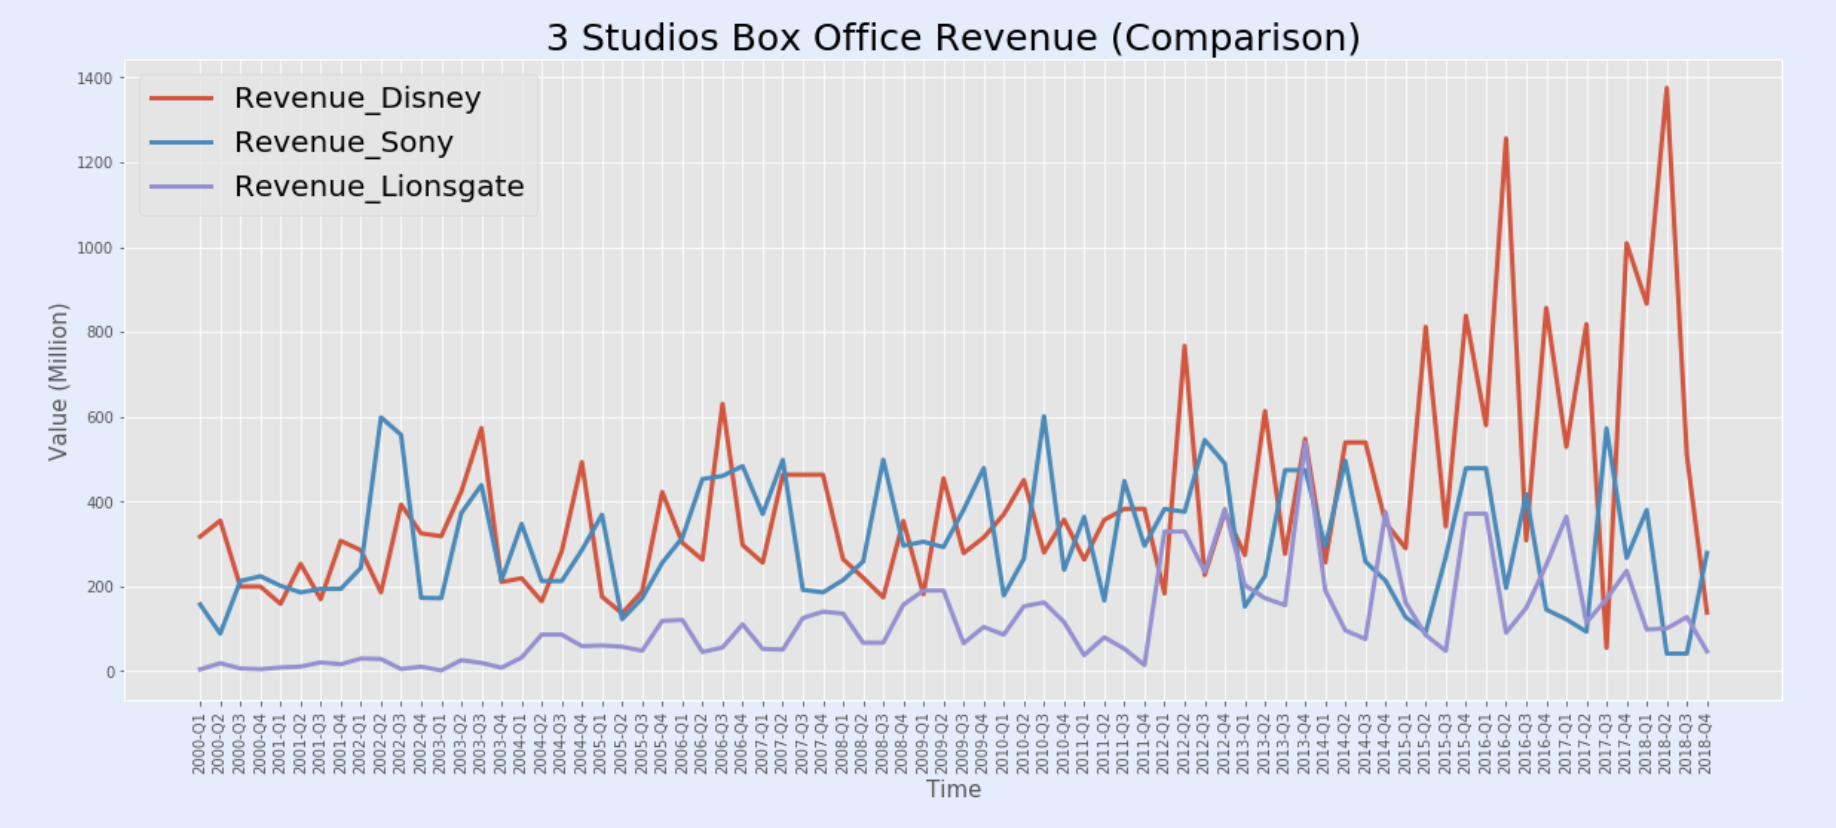 3 Studios Box Office Revenue (Comparison)
Revenue_Disney
Revenue_Sony
Revenue_Lionsgate
1400
1200
1000
800
600
400
200
0
Value (Million)
2000-Q1
2000-Q2
2000-Q3
2000-Q4
2001-Q1
2001-Q2
2001-Q3
2001-Q4
2002-Q1
2002-Q2
2002-Q3
2002-Q4
2003-Q1
2003-Q2
2003-Q3
2003-Q4
2004-Q1
2004-Q2
2004-Q3
2004-Q4
2005-Q1
2005-Q2
2005-Q3
2005-Q4
2006-Q1
2006-Q2
2006-Q3
2006-Q4
2007-Q1
2007-Q2
2007-Q3
2007-Q4
2008-Q1
2008-Q2
2008-Q3
2008-Q4
2009-Q1
2009-Q2
2009-Q3
2009-Q4
2010-Q1
2010-Q2
2010-Q3
2010-Q4
2011-Q1
2011-Q2
2011-Q3
2011-Q4
2012-Q1
2012-Q2
2012-Q3
2012-Q4
2013-Q1
2013-Q2
2013-Q3
2013-Q4
2014-Q1
2014-Q2
2014-Q3
2014-Q4
2015-Q1
2015-Q2
2015-Q3
2015-Q4
2016-Q1
2016-Q2
2016-Q3
2016-Q4
2017-Q1
2017-Q2
2017-Q3
2017-Q4
2018-Q1
2018-Q2
2018-Q3
2018-Q4
Time